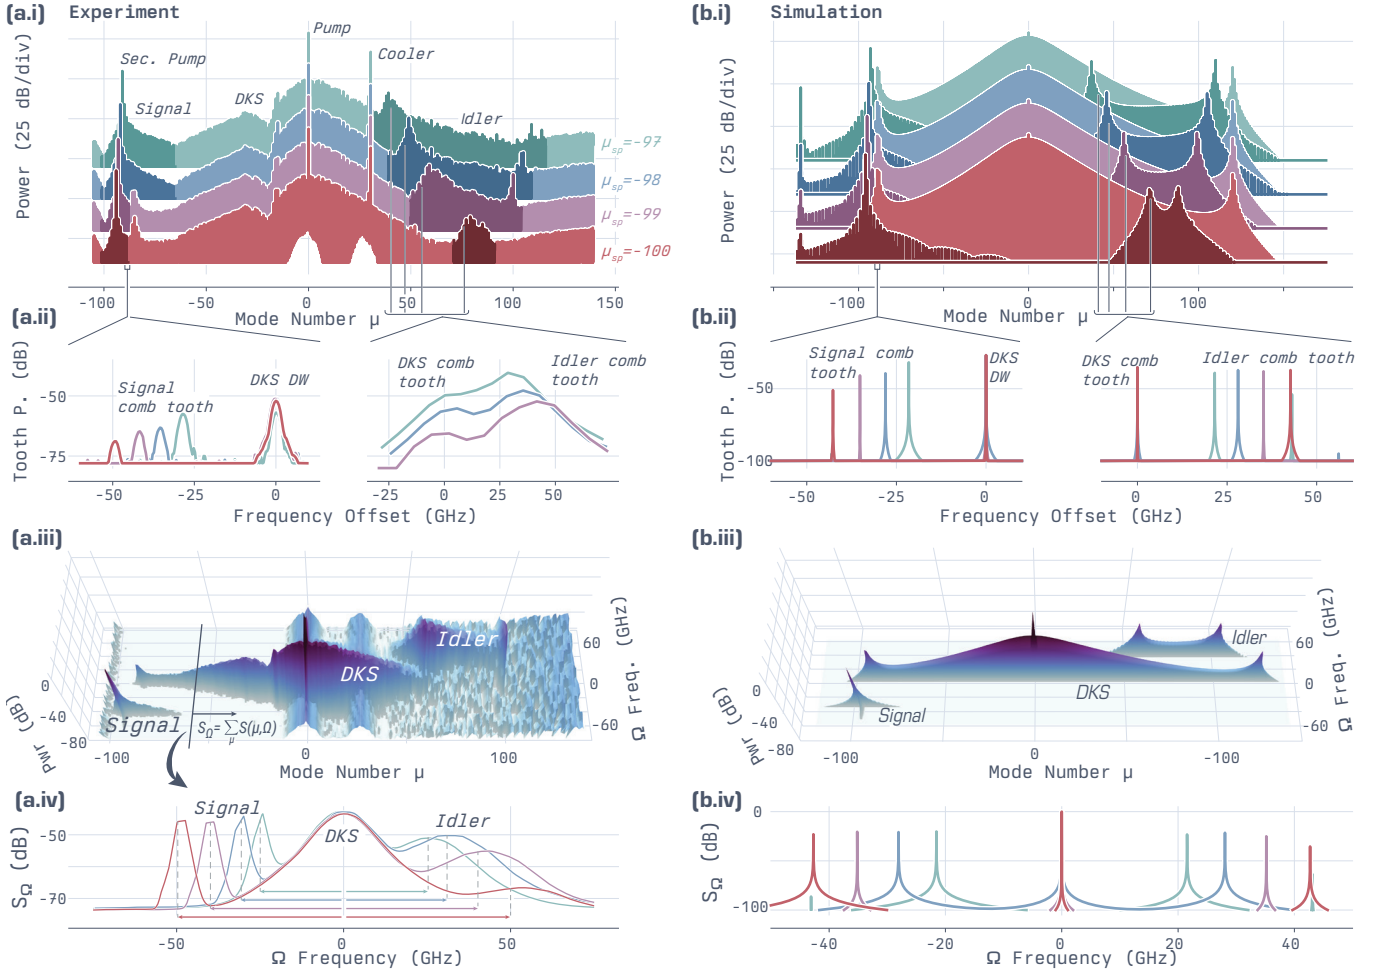 (a.i) Experiment
Power (25 dB/div)
Sec. Pump
Signal
DKS
Pump
Cooler
Idler
μsp=-97
μsp=-98
μsp=-99
μsp=-100
-100 -50 0 50 100 150
Mode Number μ
(b.i) Simulation
Power (25 dB/div)
-100 0 100
Mode Number μ
(a.ii)
Tooth P. (dB)
-50
-75
Signal
comb tooth
DKS DW
DKS comb
tooth
Idler comb
tooth
-50 -25 0
-25 0 25 50
Frequency Offset (GHz)
(b.ii)
Tooth P. (dB)
-50
-100
Signal comb
tooth
DKS
DW
DKS comb
tooth
Idler comb tooth
-50 -25 0
0 25 50
Frequency Offset (GHz)
(a.iii)
Pwr (dB)
0
-40
-80
Signal
DKS
Idler
S_Ω=∑_μ S(μ,Ω)
60
0
-60
Ω Freq. (GHz)
-100 0 100
Mode Number μ
(b.iii)
Pwr (dB)
0
-40
-80
Signal
DKS
Idler
60
0
-60
Ω Freq. (GHz)
-100 0 -100
Mode Number μ
(a.iv)
S_Ω (dB)
-50
-70
Signal
DKS
Idler
-50 0 50
Ω Frequency (GHz)
(b.iv)
S_Ω (dB)
0
-100
-40 -20 0 20 40
Ω Frequency (GHz)